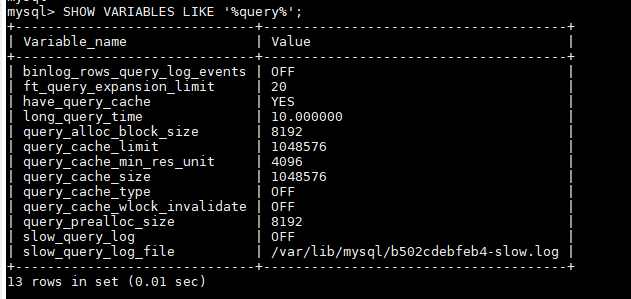 mysql> SHOW VARIABLES LIKE '%query%';
+------------------------------+--------------------------------------+
| Variable_name                | Value                                |
+------------------------------+--------------------------------------+
| binlog_rows_query_log_events | OFF                                  |
| ft_query_expansion_limit     | 20                                   |
| have_query_cache             | YES                                  |
| long_query_time              | 10.000000                            |
| query_alloc_block_size       | 8192                                 |
| query_cache_limit            | 1048576                              |
| query_cache_min_res_unit     | 4096                                 |
| query_cache_size             | 1048576                              |
| query_cache_type             | OFF                                  |
| query_cache_wlock_invalidate | OFF                                  |
| query_prealloc_size          | 8192                                 |
| slow_query_log               | OFF                                  |
| slow_query_log_file          | /var/lib/mysql/b502cdebfeb4-slow.log |
+------------------------------+--------------------------------------+
13 rows in set (0.01 sec)